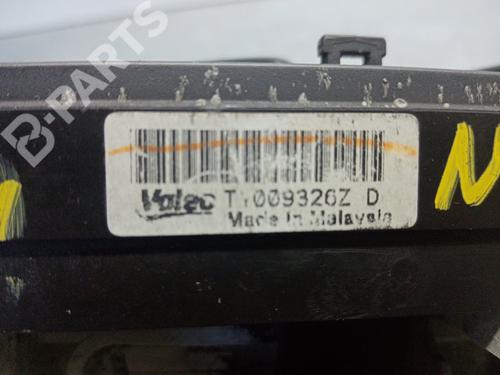 B-PARTS
Valeo T1009326Z D
Made in Malaysia
N